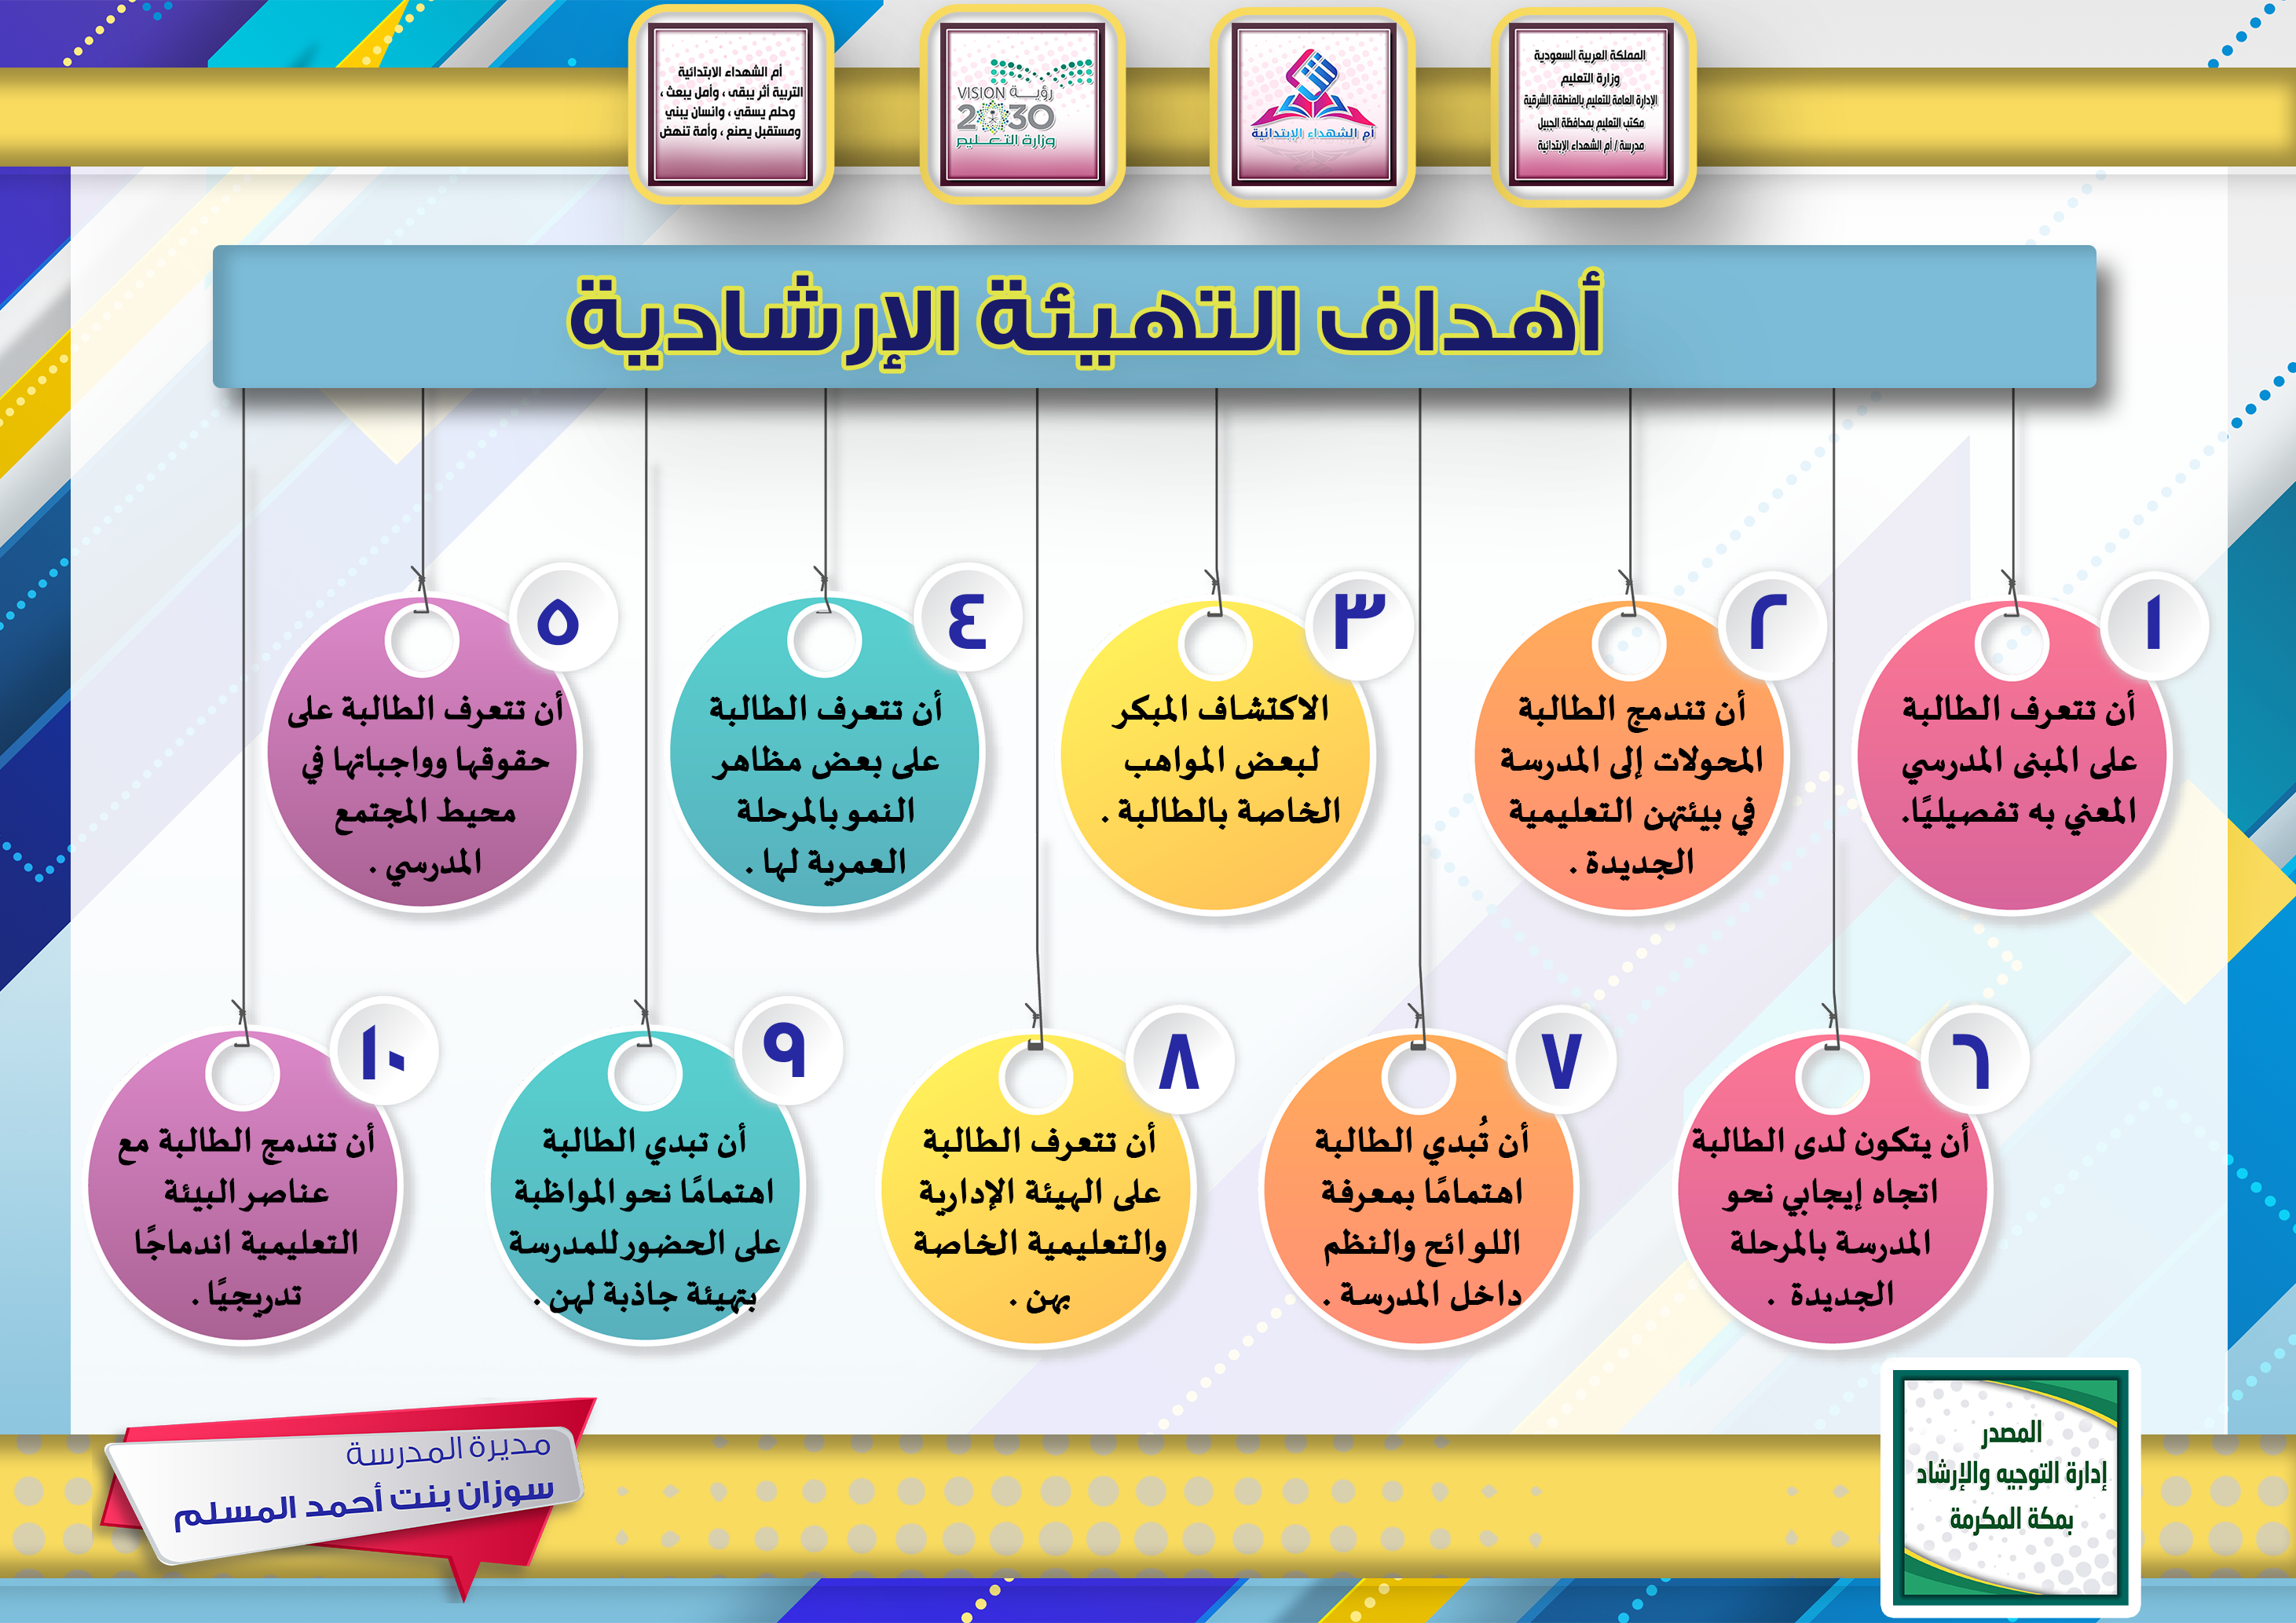 المملكة العربية السعودية
وزارة التعليم
الإدارة العامة للتعليم بالمنطقة الشرقية
مكتب التعليم بمحافظة الجبيل
مدرسة / أم الشهداء الإبتدائية
أم الشهداء الإبتدائية
رؤيــة VISION
2030
وزارة التعـــليم
أم الشهداء الابتدائية
التربية أثر يبقى ، وأمل يبعث ،
وحلم يسقي ، وانسان يبني
ومستقبل يصنع ، وأمة تنهض
أهداف التهيئة الإرشادية
١
أن تتعرف الطالبة
على المبنى المدرسي
المعني به تفصيليًا.
٢
أن تندمج الطالبة
المحولات إلى المدرسة
في بيئتهن التعليمية
الجديدة .
٣
الاكتشاف المبكر
لبعض المواهب
الخاصة بالطالبة .
٤
أن تتعرف الطالبة
على بعض مظاهر
النمو بالمرحلة
العمرية لها .
٥
أن تتعرف الطالبة على
حقوقها وواجباتها في
محيط المجتمع
المدرسي .
٦
أن يتكون لدى الطالبة
اتجاه إيجابي نحو
المدرسة بالمرحلة
الجديدة .
٧
أن تُبدي الطالبة
اهتمامًا بمعرفة
اللوائح والنظم
داخل المدرسة .
٨
أن تتعرف الطالبة
على الهيئة الإدارية
والتعليمية الخاصة
بهن .
٩
أن تبدي الطالبة
اهتمامًا نحو المواظبة
على الحضور للمدرسة
بتهيئة جاذبة لهن .
١٠
أن تندمج الطالبة مع
عناصر البيئة
التعليمية اندماجًا
تدريجيًا .
المصدر
إدارة التوجيه والإرشاد
بمكة المكرمة
مديرة المدرسة
سوزان بنت أحمد المسلم